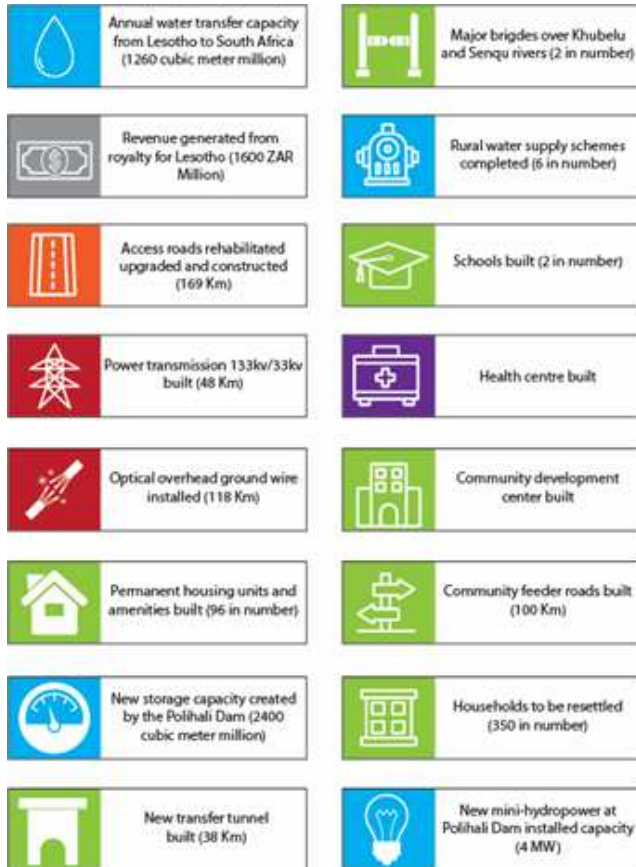 Annual water transfer capacity
from Lesotho to South Africa
(1260 cubic meter million)
Major brigdes over Khubelu
and Senqu rivers (2 in number)
Revenue generated from
royalty for Lesotho (1600 ZAR
Million)
Rural water supply schemes
completed (6 in number)
Access roads rehabilitated
upgraded and constructed
(169 Km)
Schools built (2 in number)
Power transmission 133kv/33kv
built (48 Km)
Health centre built
Optical overhead ground wire
installed (118 Km)
Community development
center built
Permanent housing units and
amenities built (96 in number)
Community feeder roads built
(100 Km)
New storage capacity created
by the Polihali Dam (2400
cubic meter million)
Households to be resettled
(350 in number)
New transfer tunnel
built (38 Km)
New mini-hydropower at
Polihali Dam installed capacity
(4 MW)